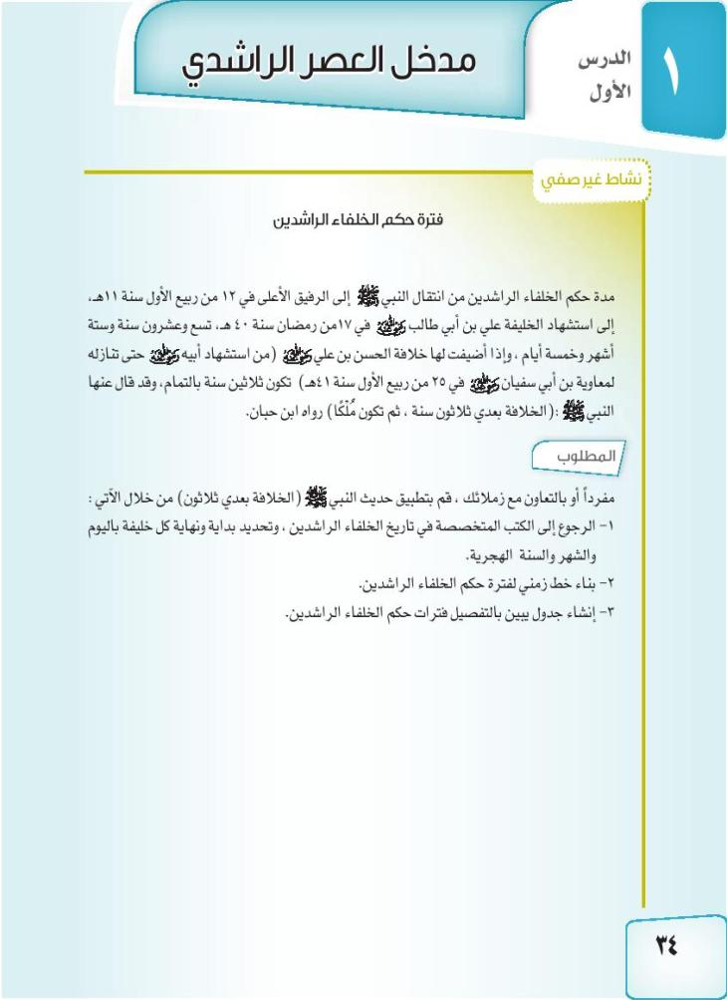 ١
الدرس
الأول
مدخل العصر الراشدي
نشاط غير صفي
فترة حكم الخلفاء الراشدين
مدة حكم الخلفاء الراشدين من انتقال النبي ﷺ إلى الرفيق الأعلى في ١٢ من ربيع الأول سنة ١١هـ،
إلى استشهاد الخليفة علي بن أبي طالب رضي الله عنه في ١٧من رمضان سنة ٤٠ هـ، تسع وعشرون سنة وستة
أشهر وخمسة أيام ، وإذا أضيفت لها خلافة الحسن بن علي رضي الله عنه (من استشهاد أبيه رضي الله عنه حتى تنازله
لمعاوية بن أبي سفيان رضي الله عنه في ٢٥ من ربيع الأول سنة ٤١هـ) تكون ثلاثين سنة بالتمام، وقد قال عنها
النبي ﷺ :(الخلافة بعدي ثلاثون سنة ، ثم تكون مُلْكًا) رواه ابن حبان.
المطلوب
مفرداً أو بالتعاون مع زملائك ، قم بتطبيق حديث النبي ﷺ (الخلافة بعدي ثلاثون) من خلال الآتي :
١- الرجوع إلى الكتب المتخصصة في تاريخ الخلفاء الراشدين ، وتحديد بداية ونهاية كل خليفة باليوم
والشهر والسنة الهجرية.
٢- بناء خط زمني لفترة حكم الخلفاء الراشدين.
٣- إنشاء جدول يبين بالتفصيل فترات حكم الخلفاء الراشدين.
٣٤